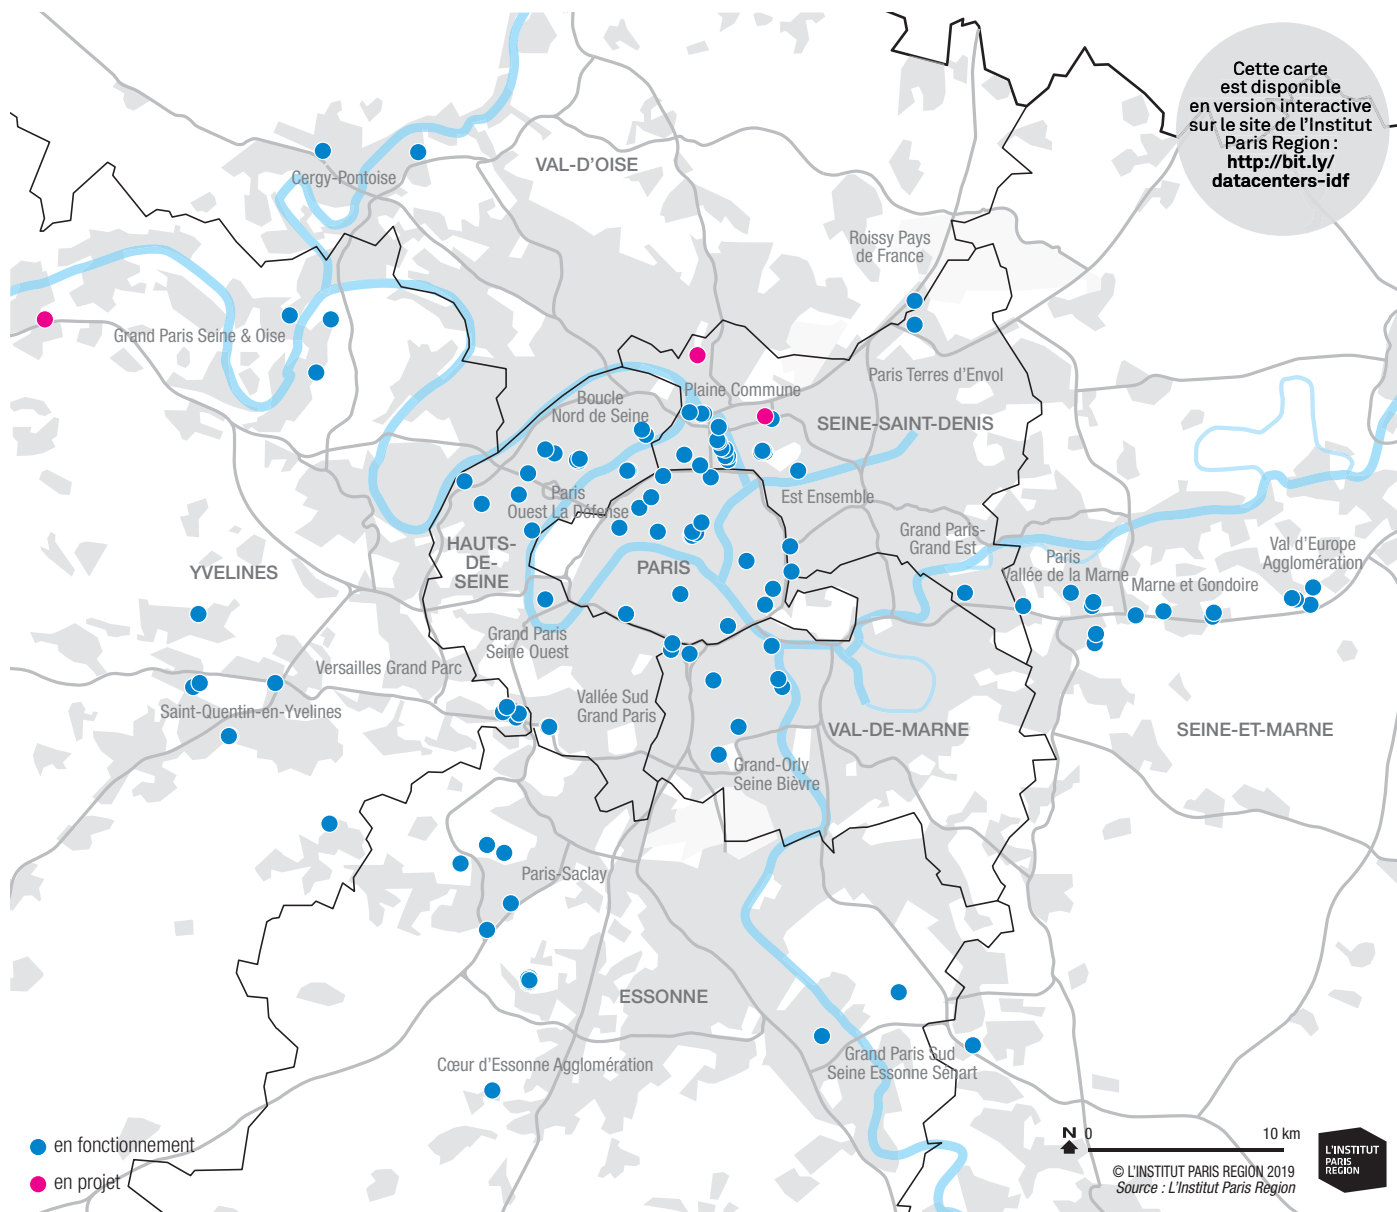 Cette carte
est disponible
en version interactive
sur le site de l'Institut
Paris Region :
http://bit.ly/
datacenters-idf
VAL-D'OISE
Cergy-Pontoise
Roissy Pays
de France
Grand Paris Seine & Oise
Paris Terres d'Envol
Plaine Commune
Boucle
Nord de Seine
SEINE-SAINT-DENIS
Paris
Ouest La Défense
Est Ensemble
Grand Paris-
Grand Est
HAUTS-
DE-
SEINE
YVELINES
PARIS
Paris
Vallée de la Marne
Marne et Gondoire
Val d'Europe
Agglomération
Grand Paris
Seine Ouest
Versailles Grand Parc
Saint-Quentin-en-Yvelines
Vallée Sud
Grand Paris
VAL-DE-MARNE
SEINE-ET-MARNE
Grand-Orly
Seine Bièvre
Paris-Saclay
ESSONNE
Cœur d'Essonne Agglomération
Grand Paris Sud
Seine Essonne Sénart
en fonctionnement
en projet
N 0 10 km
© L'INSTITUT PARIS REGION 2019
Source : L'Institut Paris Region
L'INSTITUT
PARIS
REGION